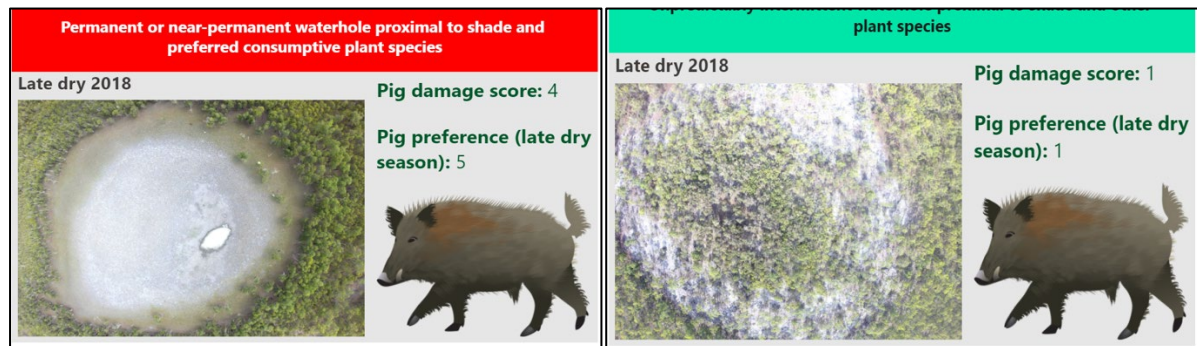 Permanent or near-permanent waterhole proximal to shade and
preferred consumptive plant species
Late dry 2018
Pig damage score: 4
Pig preference (late dry
season): 5
plant species
Late dry 2018
Pig damage score: 1
Pig preference (late dry
season): 1